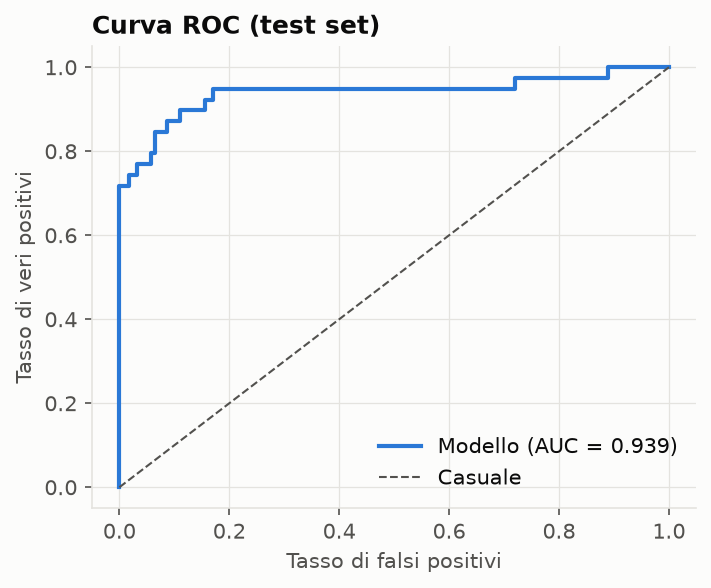 Curva ROC (test set)
1.0
0.8
0.6
0.4
0.2
0.0
Tasso di veri positivi
Modello (AUC = 0.939)
Casuale
0.0 0.2 0.4 0.6 0.8 1.0
Tasso di falsi positivi